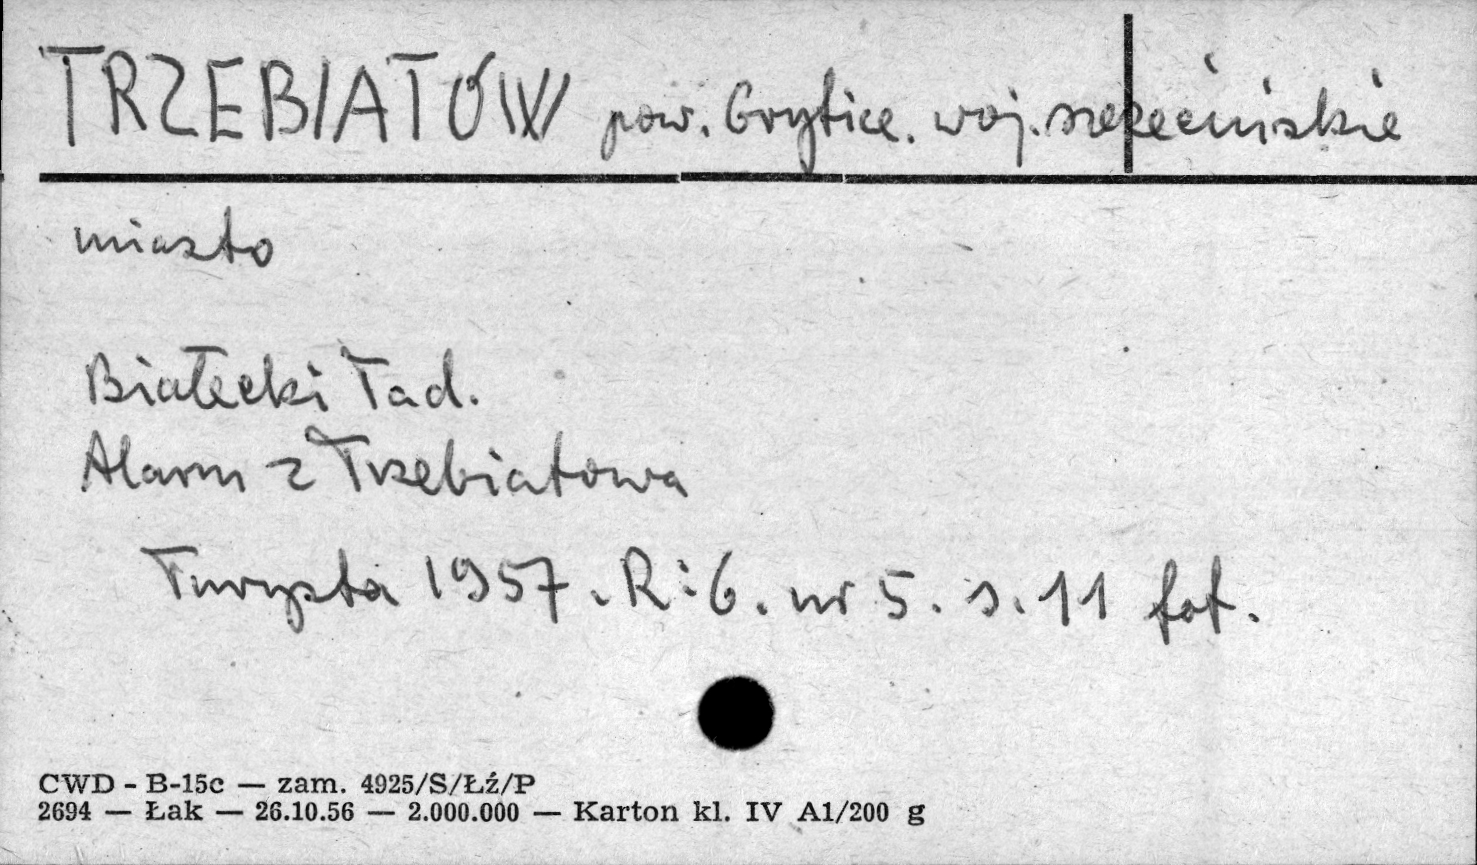 TRZEBIATÓW pow. Gryfice. woj. szczecińskie
miasto
Białecki Tad.
Alarm z Trzebiatowa
Turysta 1957. R:6. nr 5. s. 11 fot.
CWD - B-15c — zam. 4925/S/Łź/P
2694 — Łak — 26.10.56 — 2.000.000 — Karton kl. IV A1/200 g